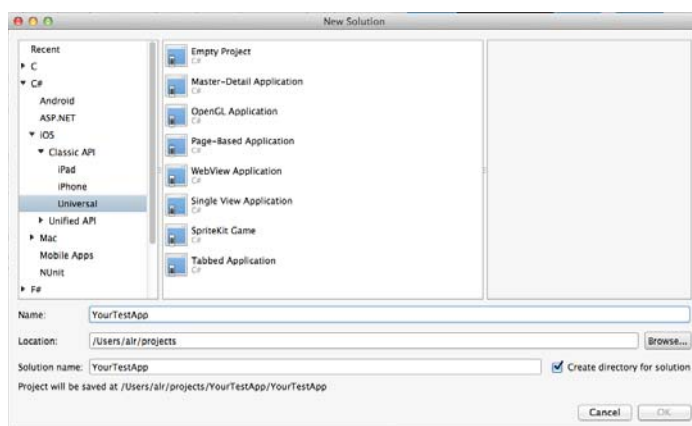 New Solution
Recent
C
C#
Android
ASP.NET
iOS
Classic API
iPad
iPhone
Universal
Unified API
Mac
Mobile Apps
NUnit
F#
Empty Project
C#
Master-Detail Application
C#
OpenGL Application
C#
Page-Based Application
C#
WebView Application
C#
Single View Application
C#
SpriteKit Game
C#
Tabbed Application
C#
Name: YourTestApp
Location: /Users/alr/projects Browse...
Solution name: YourTestApp Create directory for solution
Project will be saved at /Users/alr/projects/YourTestApp/YourTestApp
Cancel OK